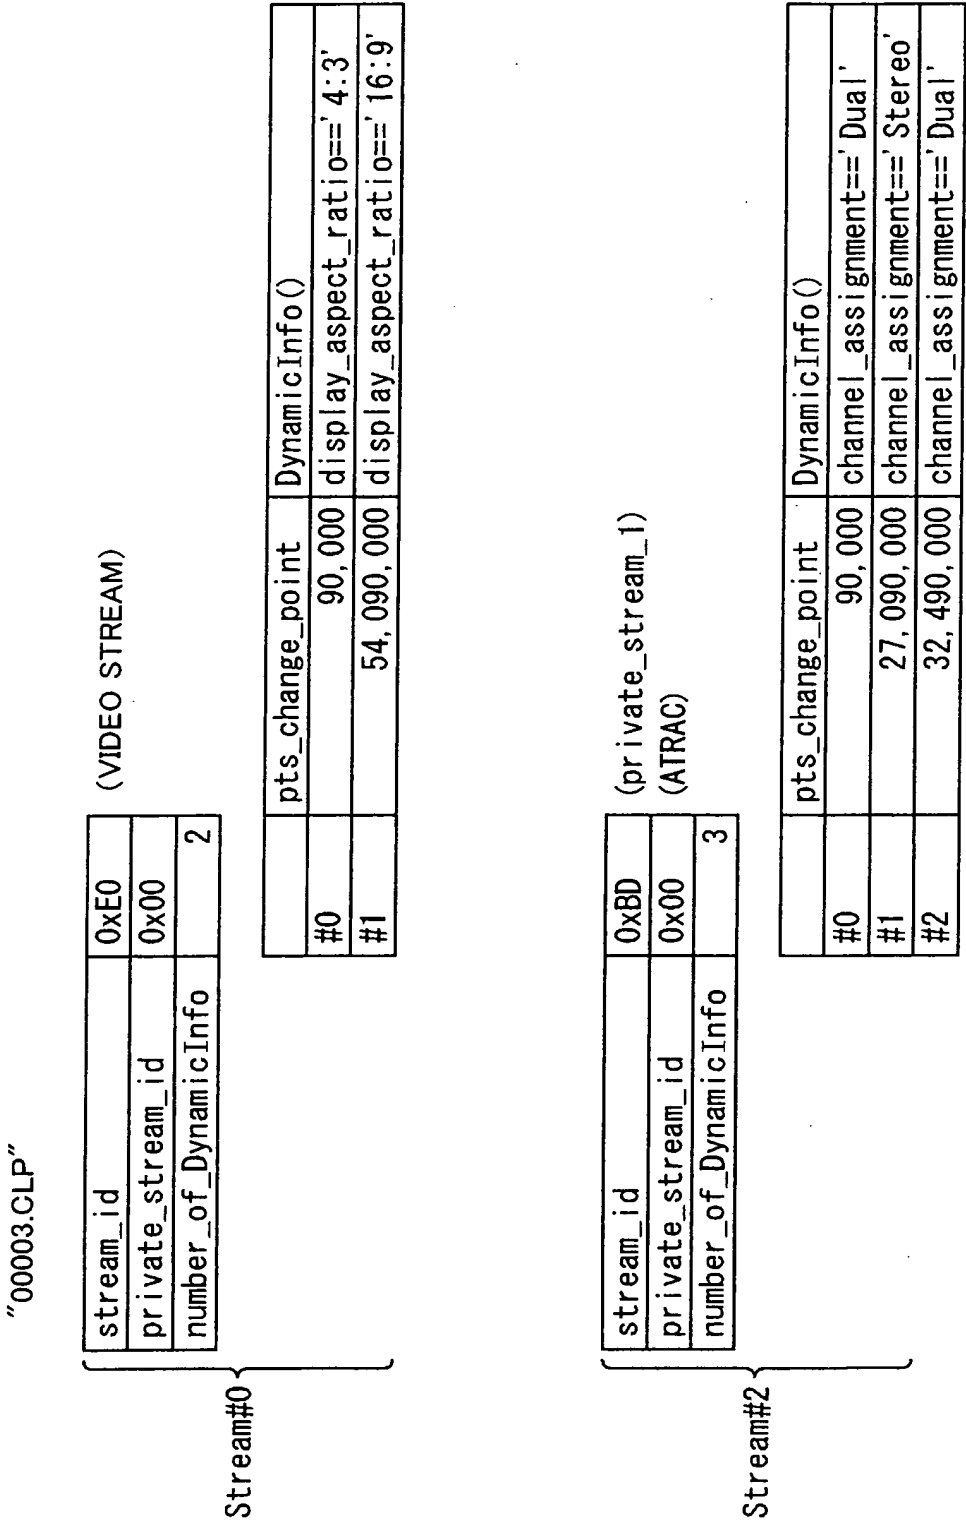 "00003.CLP"
Stream#0
stream_id 0xE0
private_stream_id 0x00
number_of_DynamicInfo 2
(VIDEO STREAM)
pts_change_point DynamicInfo()
#0 90,000 display_aspect_ratio=='4:3'
#1 54,090,000 display_aspect_ratio=='16:9'
Stream#2
stream_id 0xBD
private_stream_id 0x00
number_of_DynamicInfo 3
(private_stream_1)
(ATRAC)
pts_change_point DynamicInfo()
#0 90,000 channel_assignment=='Dual'
#1 27,090,000 channel_assignment=='Stereo'
#2 32,490,000 channel_assignment=='Dual'